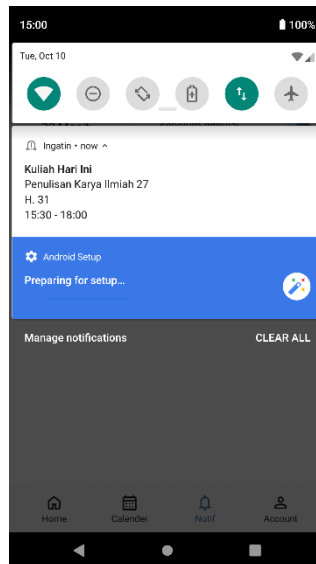 15:00 100%
Tue, Oct 10
Ingatin • now
Kuliah Hari Ini
Penulisan Karya Ilmiah 27
H. 31
15:30 - 18:00
Android Setup
Preparing for setup...
Manage notifications CLEAR ALL
Home Calender Notif Account